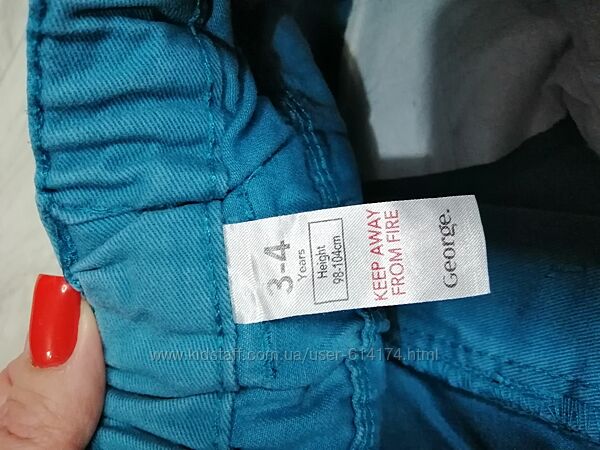 George.
KEEP AWAY
FROM FIRE
Height
98-104cm
3-4
Years
www.kidstaff.com.ua/user-614174.html